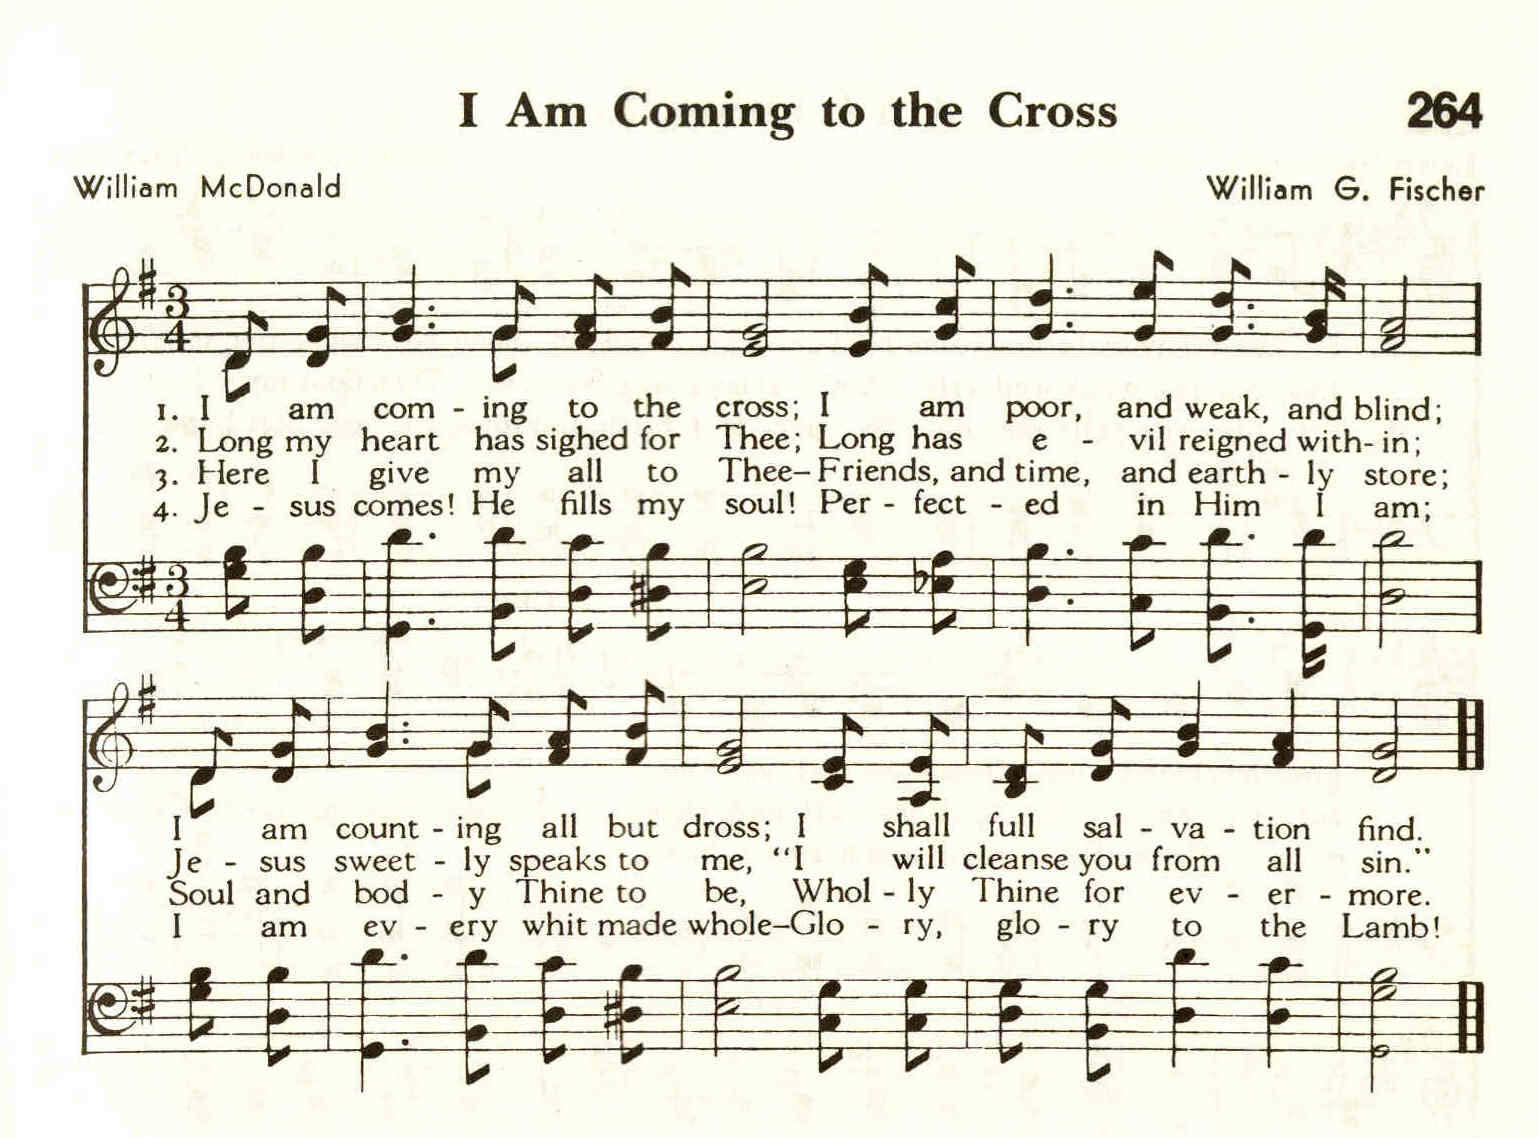 I Am Coming to the Cross 264
William McDonald William G. Fischer
3 4
1. I am com - ing to the cross; I am poor, and weak, and blind;
2. Long my heart has sighed for Thee; Long has e - vil reigned with- in;
3. Here I give my all to Thee– Friends, and time, and earth - ly store;
4. Je - sus comes! He fills my soul! Per - fect - ed in Him I am;
3 4
I am count - ing all but dross; I shall full sal - va - tion find.
Je - sus sweet - ly speaks to me, “I will cleanse you from all sin.”
Soul and bod - y Thine to be, Whol - ly Thine for ev - er - more.
I am ev - ery whit made whole–Glo - ry, glo - ry to the Lamb!